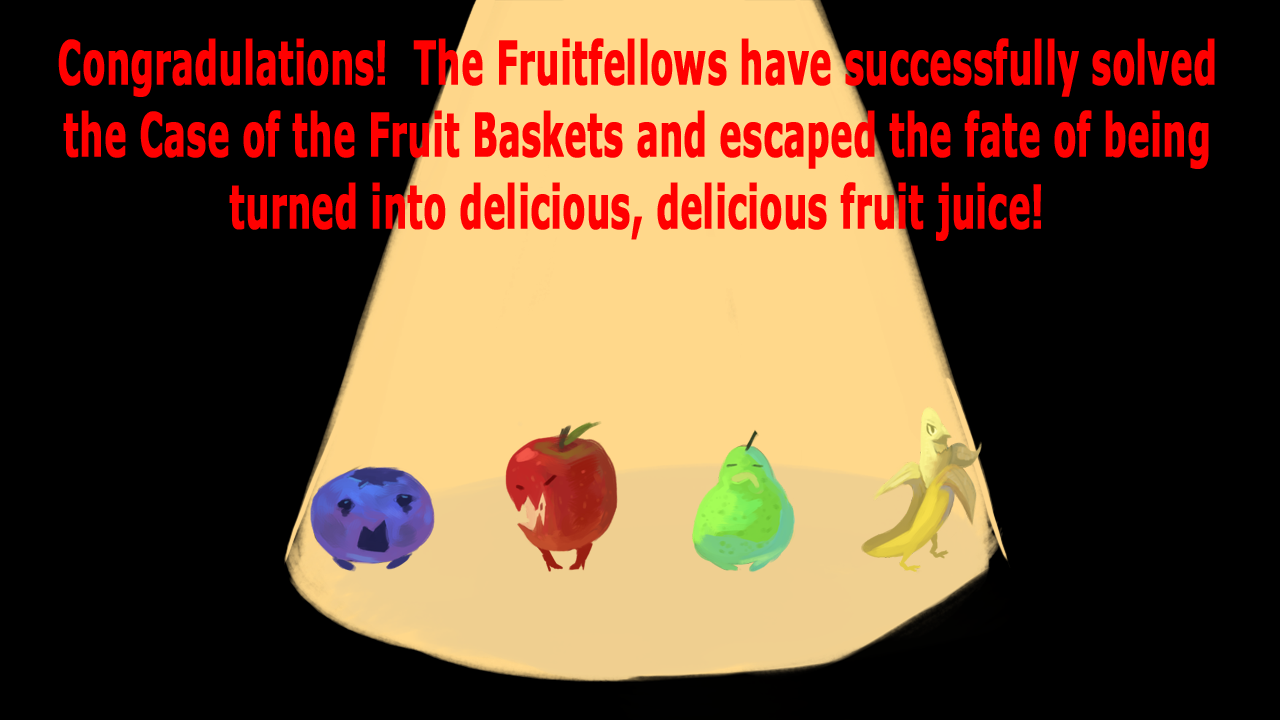 Congradulations!  The Fruitfellows have successfully solved
the Case of the Fruit Baskets and escaped the fate of being
turned into delicious, delicious fruit juice!